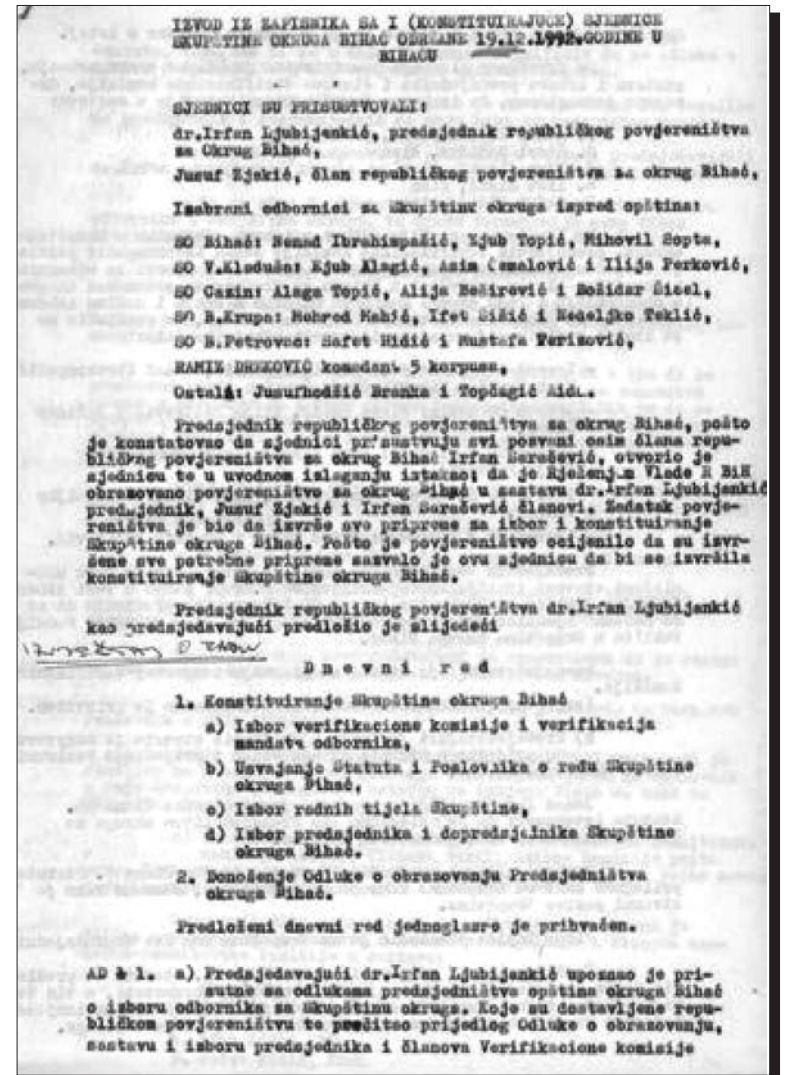 IZVOD IZ ZAPISNIKA SA I (KONSTITUIRAJUĆE) SJEDNICE
SKUPŠTINE OKRUGA BIHAĆ ODRŽANE 19.12.1992.GODINE U
BIHAĆU
SJEDNICI SU PRISUSTVOVALI:
dr.Irfan Ljubijankić, predsjednik republičkog povjereništva
za Okrug Bihać,
Jusuf Zjakić, član republičkog povjereništva za okrug Bihać,
Izabrani odbornici za Skupštinu okruga ispred opština:
SO Bihać: Nenad Ibrahimpašić, Ejub Topić, Mihovil Sopta,
SO V.Kladuša: Ejub Alagić, Asim Ćemalović i Ilija Perković,
SO Cazin: Alaga Topić, Alija Beširević i Božidar Sicel,
SO B.Krupa: Mehmed Mahić, Ifet Sišić i Nedeljko Teklić,
SO B.Petrovac: Safet Hidić i Mustafa Ferizović,
RAMIZ DREKOVIĆ komedant 5 korpusa,
Ostali: Jusufhodžić Branka i Topčagić Aida.
Predsjednik republičkog povjereništva za okrug Bihać, pošto
je konstatovao da sjednici prisustvuju svi pozvani osim člana repu-
bličkog povjereništva za okrug Bihać Irfan Saračević, otvorio je
sjednicu te u uvodnom izlaganju istakao; da je Rješenjem Vlade R BiH
obrazovano povjereništvo za okrug Bihać u sastavu dr.Irfan Ljubijankić
predsjednik, Jusuf Zjakić i Irfan Saračević članovi. Zadatak povje-
reništva je bio da izvrše sve pripreme za izbor i konstituiranje
Skupštine okruga Bihać. Pošto je povjereništvo ocijenilo da su izvr-
šene sve potrebne pripreme sazvalo je ovu sjednicu da bi se izvršila
konstituiranje Skupštine okruga Bihać.
Predsjednik republičkog povjereništva dr.Irfan Ljubijankić
kao predsjedavajući predložio je slijedeći
D n e v n i r e d
1. Konstituiranje Skupštine okruga Bihać
a) Izbor verifikacione komisije i verifikacija
mandata odbornika,
b) Usvajanje Statuta i Poslovnika o redu Skupštine
okruga Bihać.
c) Izbor radnih tijela Skupštine,
d) Izbor predsjednika i dopredsjednika Skupštine
okruga Bihać.
2. Donošenje Odluke o obrazovanju Predsjedništva
okruga Bihać.
Predloženi dnevni red jednoglasno je prihvaćen.
AD & 1. a) Predsjedavajući dr.Irfan Ljubijankić upoznao je pri-
sutne sa odlukama predsjedništva opština okruga Bihać
o izboru odbornika za Skupštinu okruga. Koje su dostavljene repu-
bličkom povjereništvu te pročitao prijedlog Odluke o obrazovanju,
sastavu i izboru predsjednika i članova Verifikacione komisije